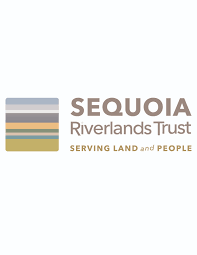 SEQUOIA
Riverlands Trust
SERVING LAND and PEOPLE